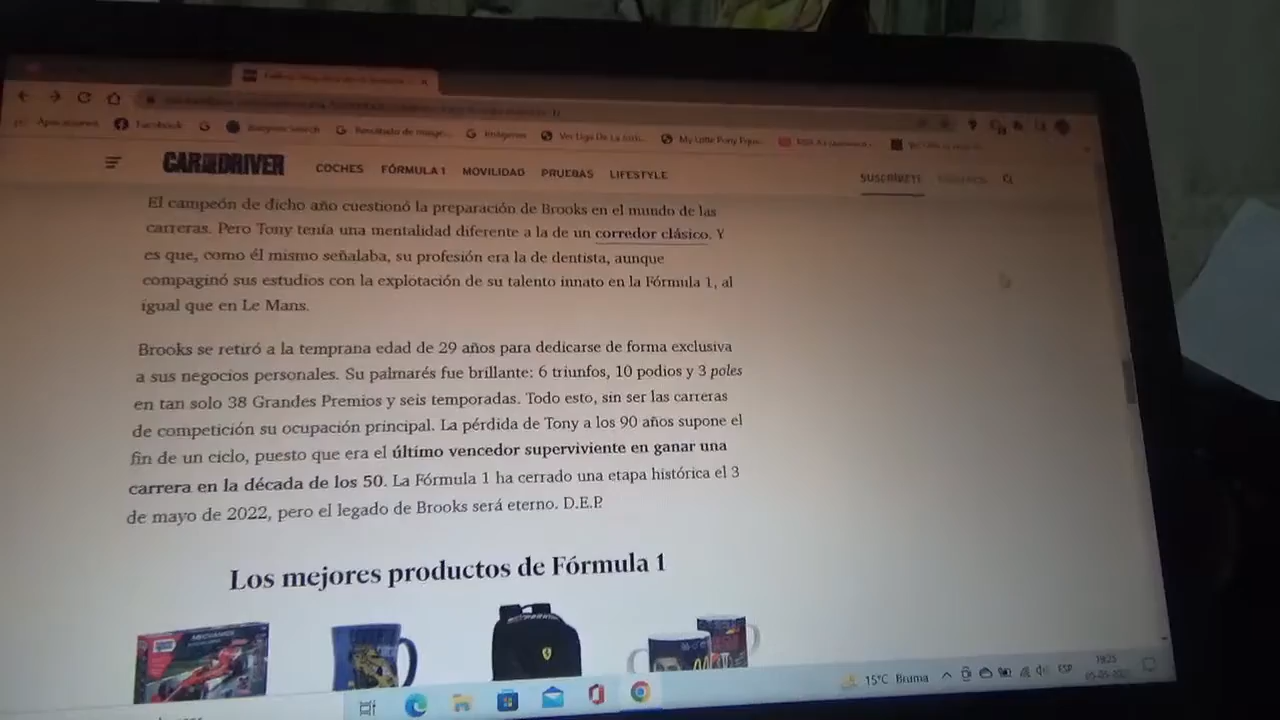 Facebook
G
G
G Imágenes
My Little Pony Eque...
CAR AND DRIVER
COCHES FÓRMULA 1 MOVILIDAD PRUEBAS LIFESTYLE
SUSCRÍBETE
El campeón de dicho año cuestionó la preparación de Brooks en el mundo de las
carreras. Pero Tony tenía una mentalidad diferente a la de un corredor clásico. Y
es que, como él mismo señalaba, su profesión era la de dentista, aunque
compaginó sus estudios con la explotación de su talento innato en la Fórmula 1, al
igual que en Le Mans.
Brooks se retiró a la temprana edad de 29 años para dedicarse de forma exclusiva
a sus negocios personales. Su palmarés fue brillante: 6 triunfos, 10 podios y 3 poles
en tan solo 38 Grandes Premios y seis temporadas. Todo esto, sin ser las carreras
de competición su ocupación principal. La pérdida de Tony a los 90 años supone el
fin de un ciclo, puesto que era el último vencedor superviviente en ganar una
carrera en la década de los 50. La Fórmula 1 ha cerrado una etapa histórica el 3
de mayo de 2022, pero el legado de Brooks será eterno. D.E.P.
Los mejores productos de Fórmula 1
15°C Bruma
ESP